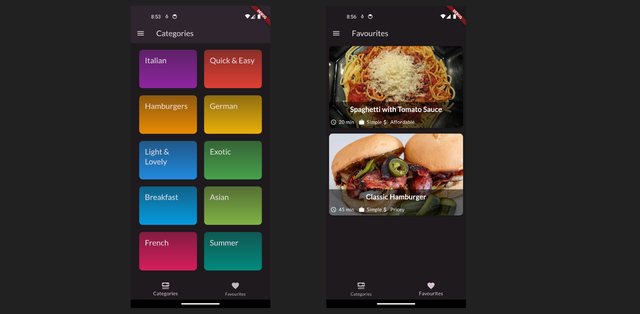 8:53
Categories
Italian
Quick & Easy
Hamburgers
German
Light &
Lovely
Exotic
Breakfast
Asian
French
Summer
Categories
Favourites
8:56
Favourites
Spaghetti with Tomato Sauce
20 min Simple $ Affordable
Classic Hamburger
45 min Simple $ Pricey
Categories
Favourites